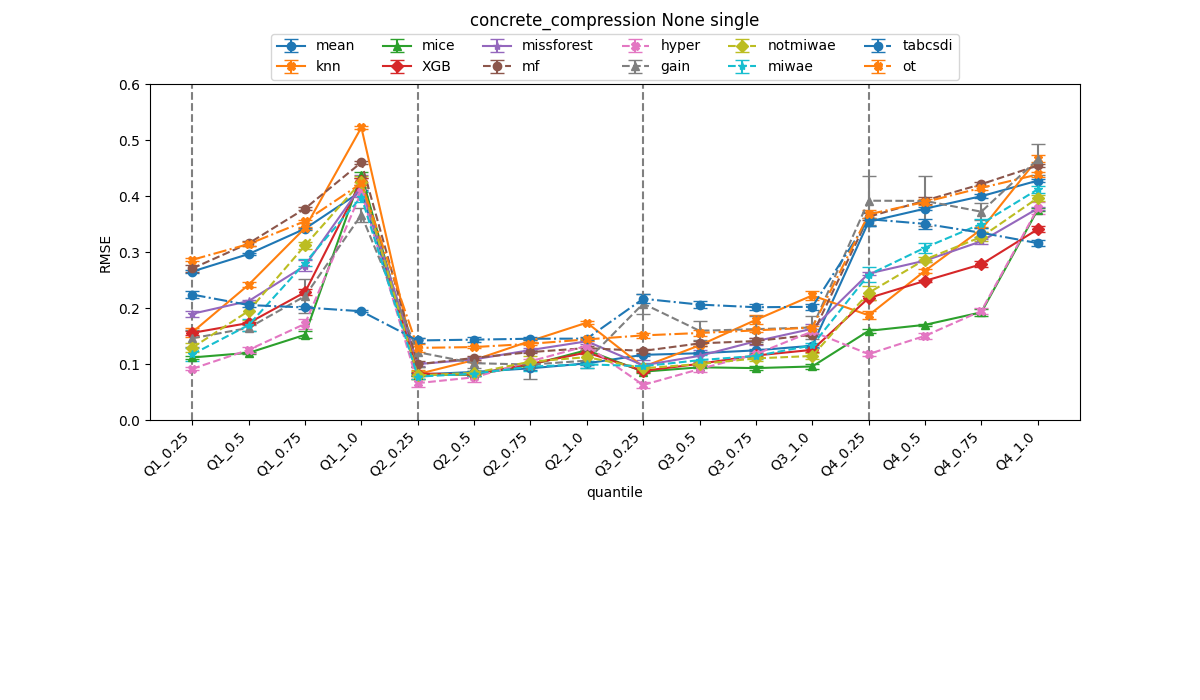 concrete_compression None single
mean mice missforest hyper notmiwae tabcsdi
knn XGB mf gain miwae ot
0.6
0.5
0.4
0.3
0.2
0.1
0.0
RMSE
Q1_0.25 Q1_0.5 Q1_0.75 Q1_1.0 Q2_0.25 Q2_0.5 Q2_0.75 Q2_1.0 Q3_0.25 Q3_0.5 Q3_0.75 Q3_1.0 Q4_0.25 Q4_0.5 Q4_0.75 Q4_1.0
quantile